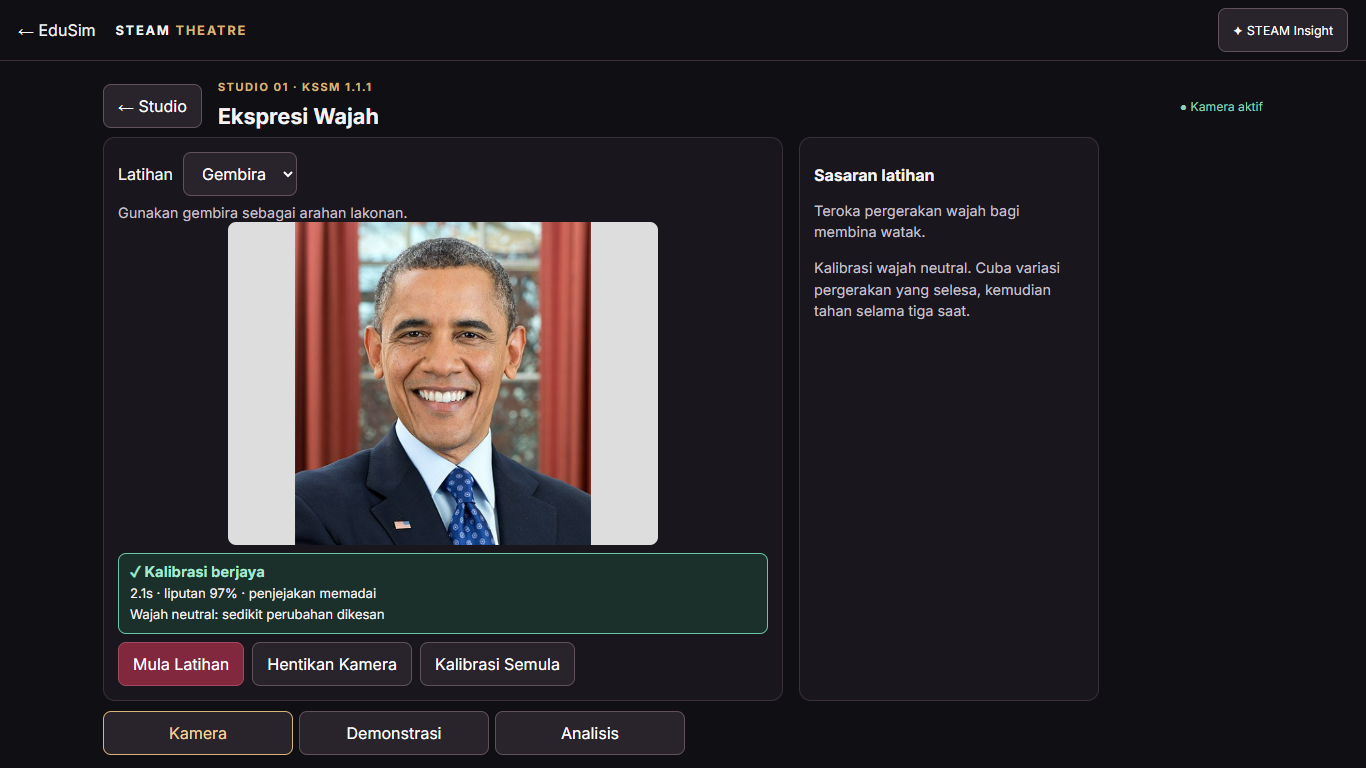 ← EduSim
STEAM THEATRE
✦ STEAM Insight
← Studio
STUDIO 01 · KSSM 1.1.1
Ekspresi Wajah
● Kamera aktif
Latihan
Gembira
Gunakan gembira sebagai arahan lakonan.
✓ Kalibrasi berjaya
2.1s · liputan 97% · penjejakan memadai
Wajah neutral: sedikit perubahan dikesan
Mula Latihan
Hentikan Kamera
Kalibrasi Semula
Sasaran latihan
Teroka pergerakan wajah bagi
membina watak.
Kalibrasi wajah neutral. Cuba variasi
pergerakan yang selesa, kemudian
tahan selama tiga saat.
Kamera
Demonstrasi
Analisis